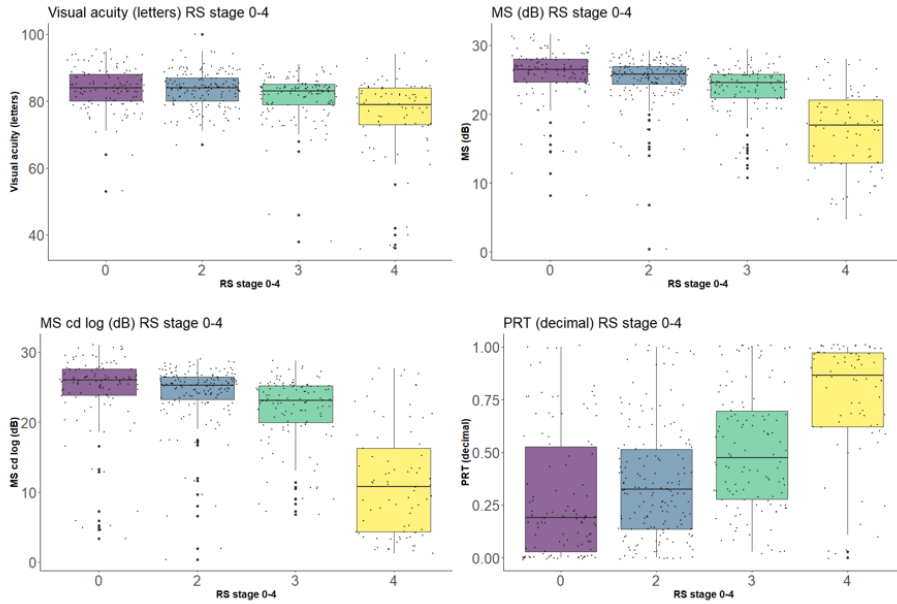 Visual acuity (letters) RS stage 0-4
Visual acuity (letters)
100
80
60
40
0
2
3
4
RS stage 0-4
MS (dB) RS stage 0-4
MS (dB)
30
20
10
0
0
2
3
4
RS stage 0-4
MS cd log (dB) RS stage 0-4
MS cd log (dB)
30
20
10
0
0
2
3
4
RS stage 0-4
PRT (decimal) RS stage 0-4
PRT (decimal)
1.00
0.75
0.50
0.25
0.00
0
2
3
4
RS stage 0-4